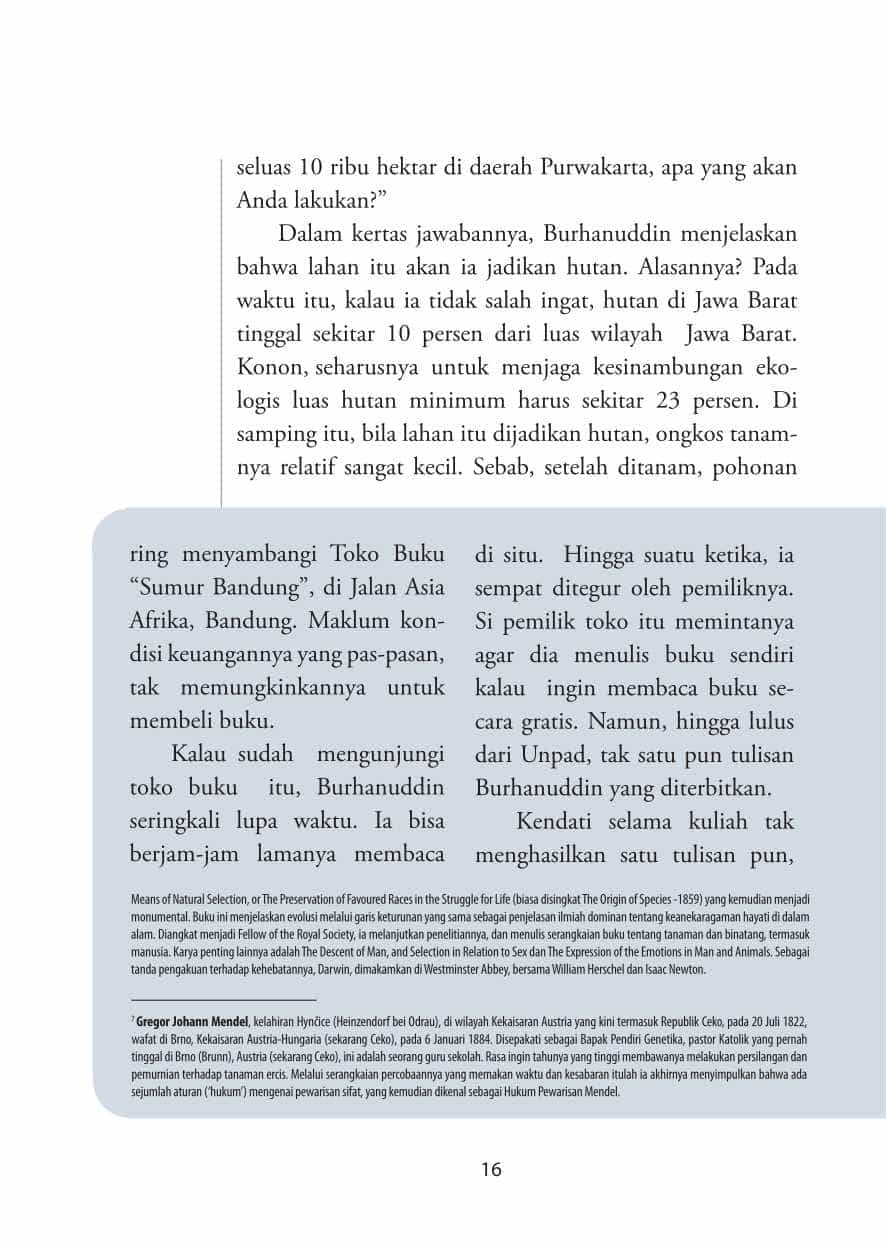 seluas 10 ribu hektar di daerah Purwakarta, apa yang akan
Anda lakukan?”
Dalam kertas jawabannya, Burhanuddin menjelaskan
bahwa lahan itu akan ia jadikan hutan. Alasannya? Pada
waktu itu, kalau ia tidak salah ingat, hutan di Jawa Barat
tinggal sekitar 10 persen dari luas wilayah Jawa Barat.
Konon, seharusnya untuk menjaga kesinambungan eko-
logis luas hutan minimum harus sekitar 23 persen. Di
samping itu, bila lahan itu dijadikan hutan, ongkos tanam-
nya relatif sangat kecil. Sebab, setelah ditanam, pohonan
ring menyambangi Toko Buku
“Sumur Bandung”, di Jalan Asia
Afrika, Bandung. Maklum kon-
disi keuangannya yang pas-pasan,
tak memungkinkannya untuk
membeli buku.
Kalau sudah mengunjungi
toko buku itu, Burhanuddin
seringkali lupa waktu. Ia bisa
berjam-jam lamanya membaca
di situ. Hingga suatu ketika, ia
sempat ditegur oleh pemiliknya.
Si pemilik toko itu memintanya
agar dia menulis buku sendiri
kalau ingin membaca buku se-
cara gratis. Namun, hingga lulus
dari Unpad, tak satu pun tulisan
Burhanuddin yang diterbitkan.
Kendati selama kuliah tak
menghasilkan satu tulisan pun,
Means of Natural Selection, or The Preservation of Favoured Races in the Struggle for Life (biasa disingkat The Origin of Species -1859) yang kemudian menjadi
monumental. Buku ini menjelaskan evolusi melalui garis keturunan yang sama sebagai penjelasan ilmiah dominan tentang keanekaragaman hayati di dalam
alam. Diangkat menjadi Fellow of the Royal Society, ia melanjutkan penelitiannya, dan menulis serangkaian buku tentang tanaman dan binatang, termasuk
manusia. Karya penting lainnya adalah The Descent of Man, and Selection in Relation to Sex dan The Expression of the Emotions in Man and Animals. Sebagai
tanda pengakuan terhadap kehebatannya, Darwin, dimakamkan di Westminster Abbey, bersama William Herschel dan Isaac Newton.
7 Gregor Johann Mendel, kelahiran Hynčice (Heinzendorf bei Odrau), di wilayah Kekaisaran Austria yang kini termasuk Republik Ceko, pada 20 Juli 1822,
wafat di Brno, Kekaisaran Austria-Hungaria (sekarang Ceko), pada 6 Januari 1884. Disepakati sebagai Bapak Pendiri Genetika, pastor Katolik yang pernah
tinggal di Brno (Brunn), Austria (sekarang Ceko), ini adalah seorang guru sekolah. Rasa ingin tahunya yang tinggi membawanya melakukan persilangan dan
pemurnian terhadap tanaman ercis. Melalui serangkaian percobaannya yang memakan waktu dan kesabaran itulah ia akhirnya menyimpulkan bahwa ada
sejumlah aturan (‘hukum’) mengenai pewarisan sifat, yang kemudian dikenal sebagai Hukum Pewarisan Mendel.
16